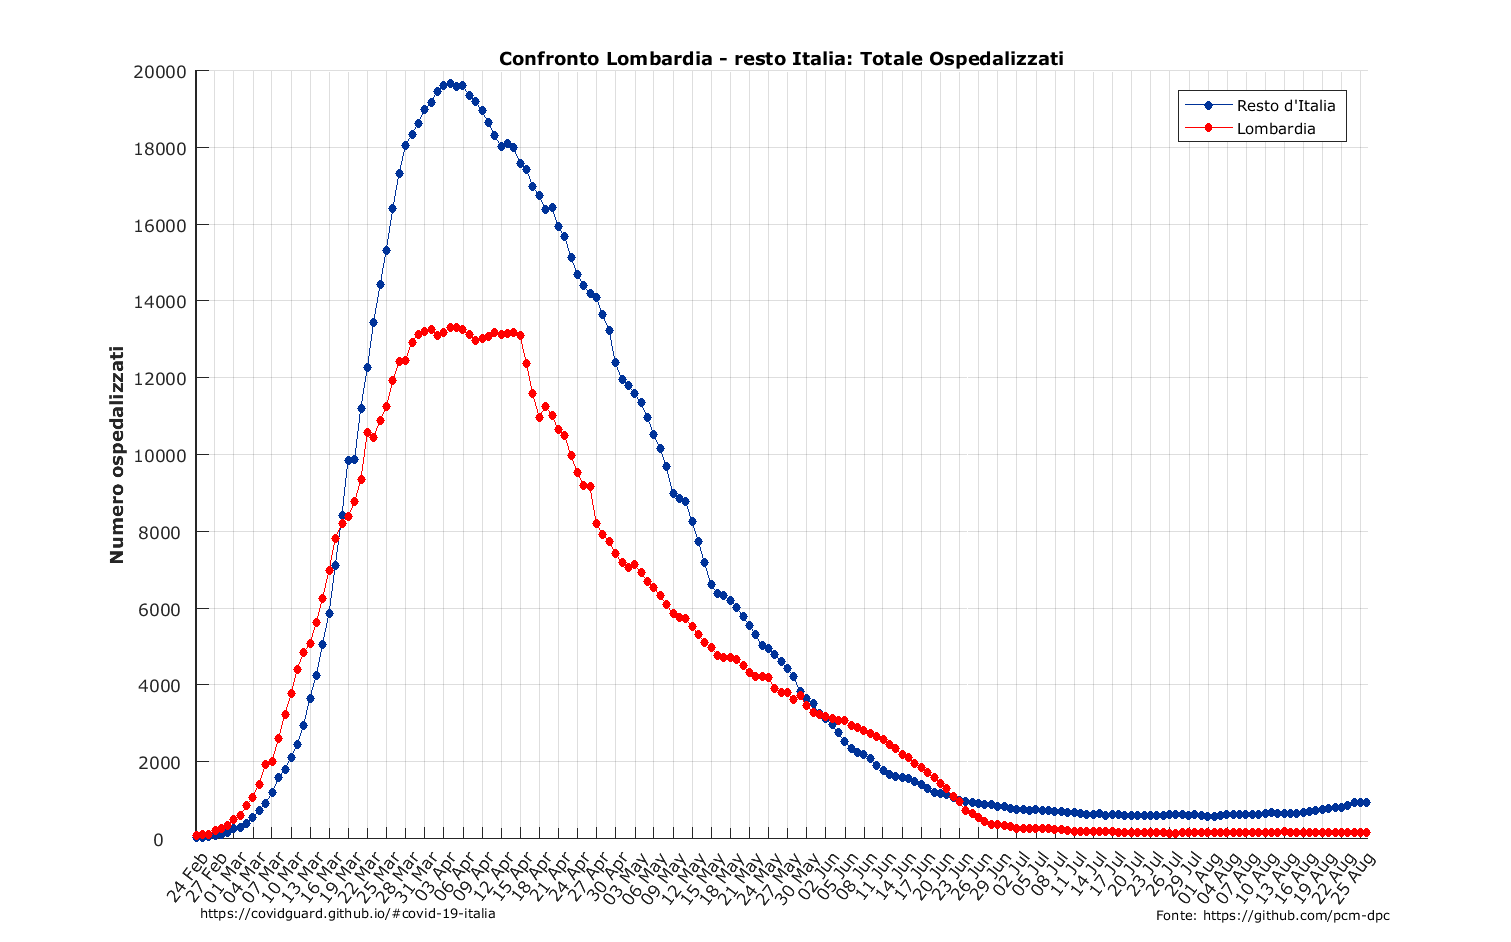 Confronto Lombardia - resto Italia: Totale Ospedalizzati
Resto d'Italia
Lombardia
Numero ospedalizzati
20000
18000
16000
14000
12000
10000
8000
6000
4000
2000
0
24 Feb
27 Feb
01 Mar
04 Mar
07 Mar
10 Mar
13 Mar
16 Mar
19 Mar
22 Mar
25 Mar
28 Mar
31 Mar
03 Apr
06 Apr
09 Apr
12 Apr
15 Apr
18 Apr
21 Apr
24 Apr
27 Apr
30 Apr
03 May
06 May
09 May
12 May
15 May
18 May
21 May
24 May
27 May
30 May
02 Jun
05 Jun
08 Jun
11 Jun
14 Jun
17 Jun
20 Jun
23 Jun
26 Jun
29 Jun
02 Jul
05 Jul
08 Jul
11 Jul
14 Jul
17 Jul
20 Jul
23 Jul
26 Jul
29 Jul
01 Aug
04 Aug
07 Aug
10 Aug
13 Aug
16 Aug
19 Aug
22 Aug
25 Aug
https://covidguard.github.io/#covid-19-italia
Fonte: https://github.com/pcm-dpc